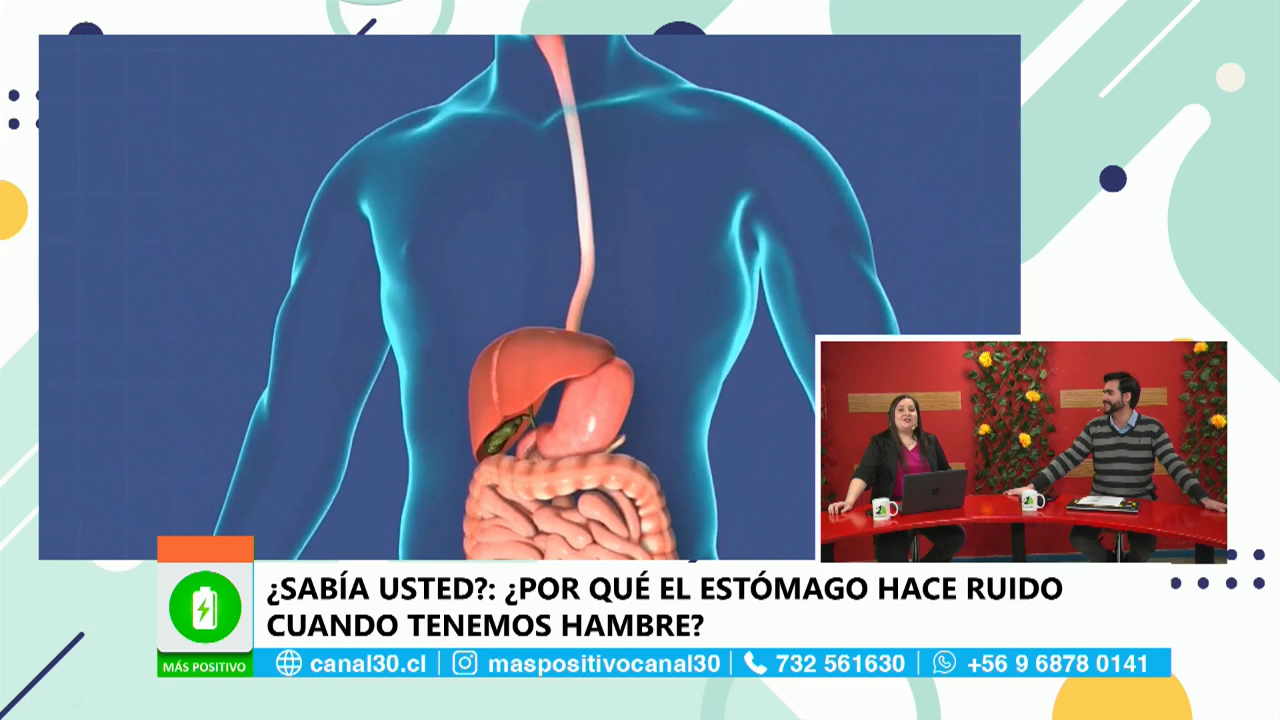 ¿SABÍA USTED?: ¿POR QUÉ EL ESTÓMAGO HACE RUIDO
CUANDO TENEMOS HAMBRE?
MÁS POSITIVO
canal30.cl | maspositivocanal30 | 732 561630 | +56 9 6878 0141